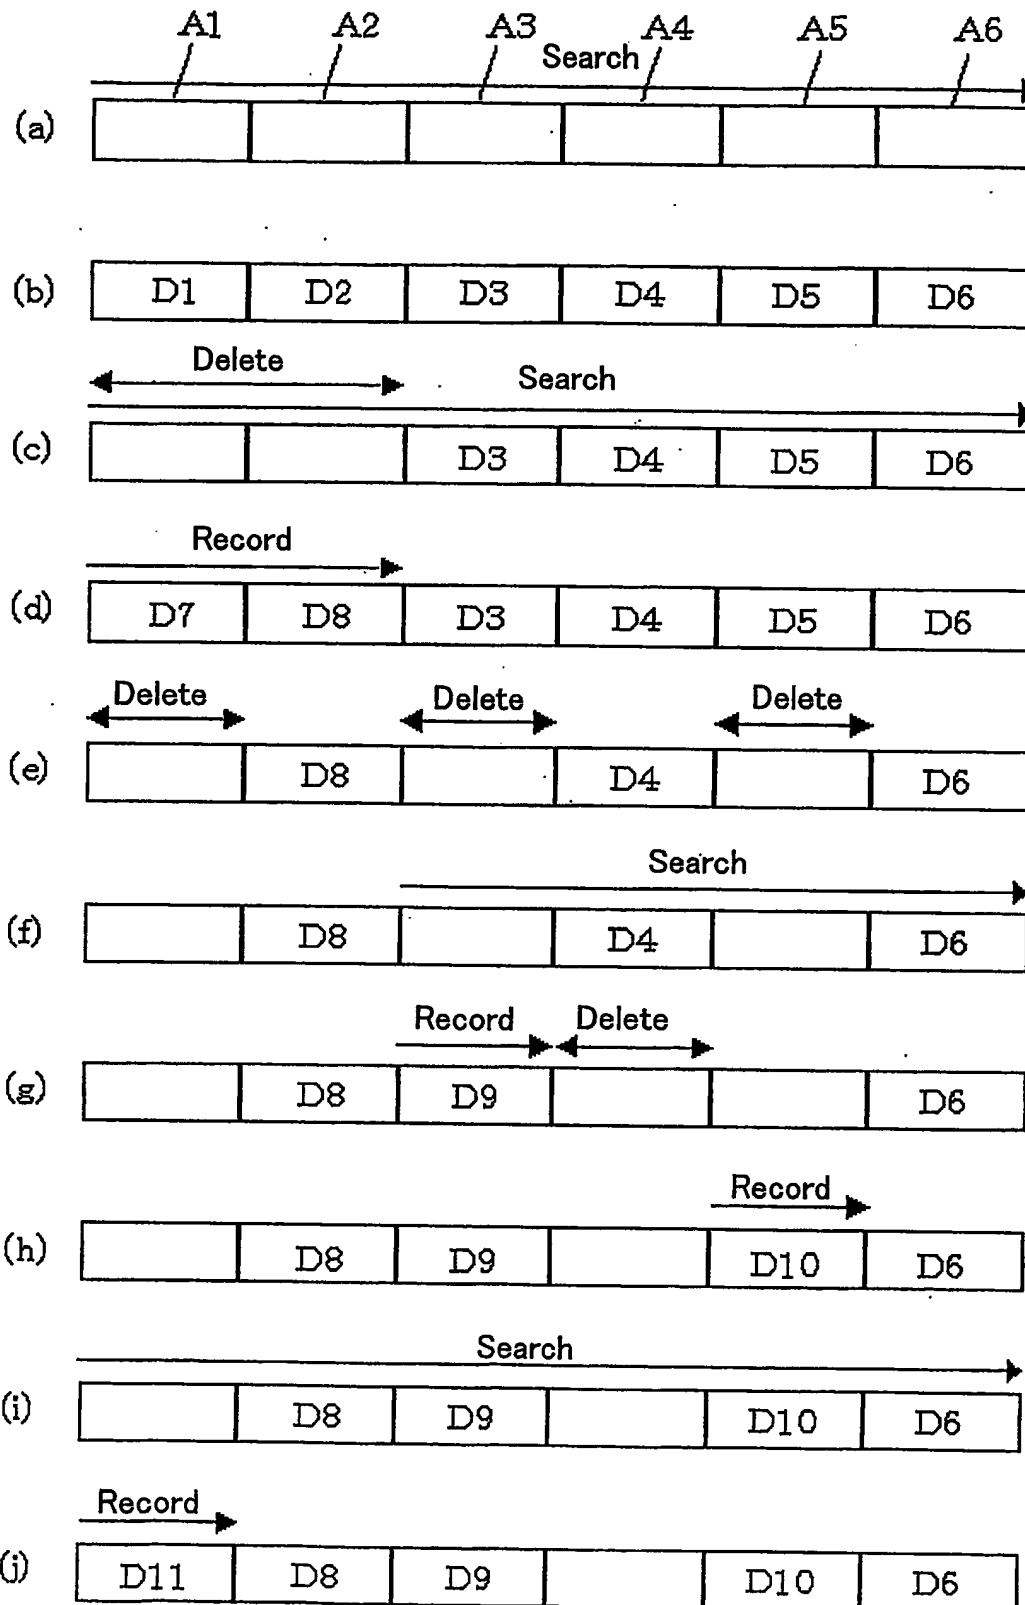 A1 A2 A3 A4 A5 A6
Search
(a)
(b) D1 D2 D3 D4 D5 D6
Delete Search
(c) D3 D4 D5 D6
Record
(d) D7 D8 D3 D4 D5 D6
Delete Delete Delete
(e) D8 D4 D6
Search
(f) D8 D4 D6
Record Delete
(g) D8 D9 D6
Record
(h) D8 D9 D10 D6
Search
(i) D8 D9 D10 D6
Record
(j) D11 D8 D9 D10 D6